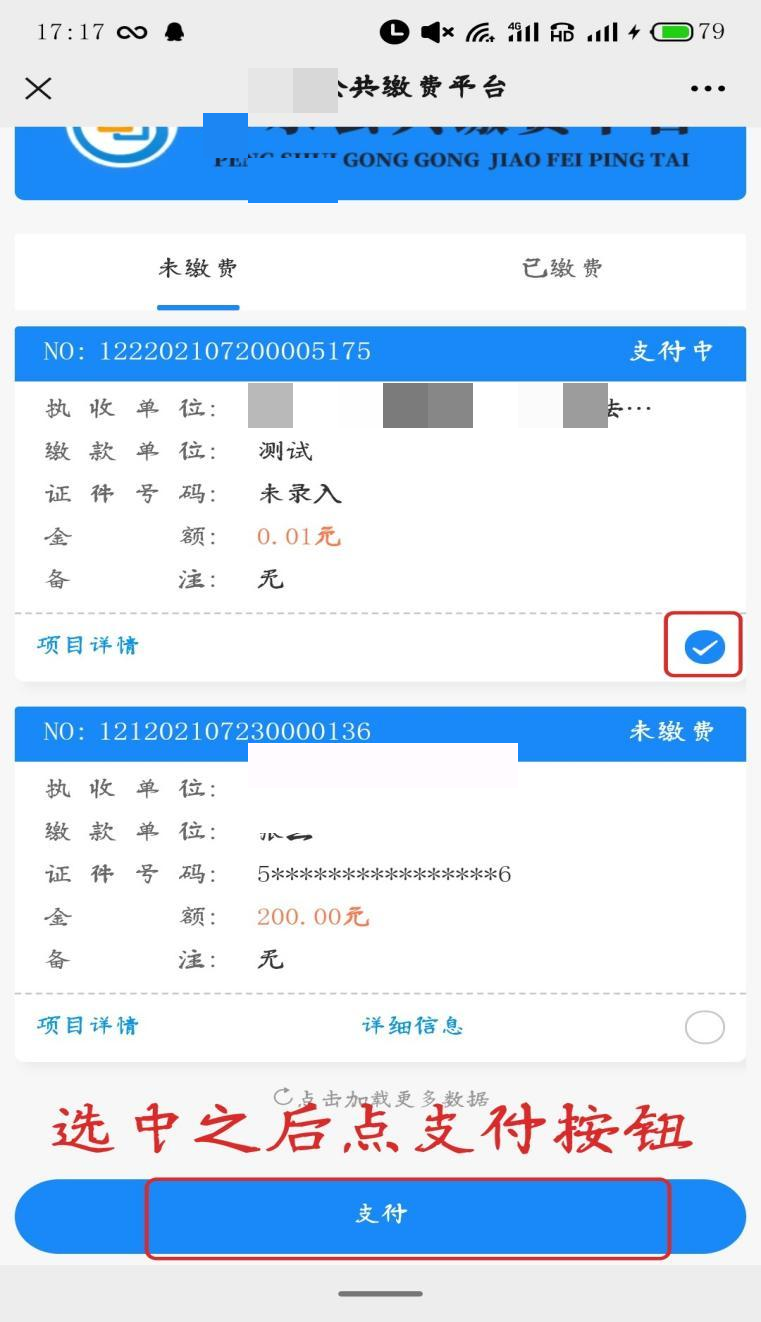 17:17
4G HD 79
公共缴费平台
PENG SHUI GONG GONG JIAO FEI PING TAI
未缴费 已缴费
NO: 122202107200005175 支付中
执收单位: 法…
缴款单位: 测试
证件号码: 未录入
金额: 0.01元
备注: 无
项目详情
NO: 121202107230000136 未缴费
执收单位:
缴款单位:
证件号码: 5****************6
金额: 200.00元
备注: 无
项目详情 详细信息
点击加载更多数据
选中之后点支付按钮
支付